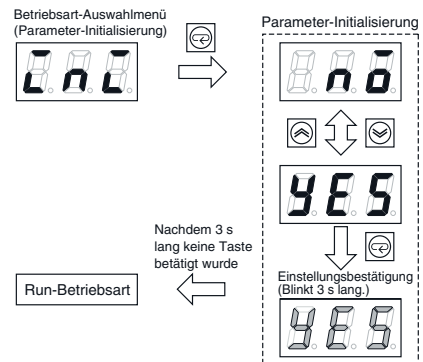 Betriebsart-Auswahlmenü
(Parameter-Initialisierung)
Parameter-Initialisierung
ini
no
YES
Nachdem 3 s
lang keine Taste
betätigt wurde
Run-Betriebsart
Einstellungsbestätigung
(Blinkt 3 s lang.)
YES